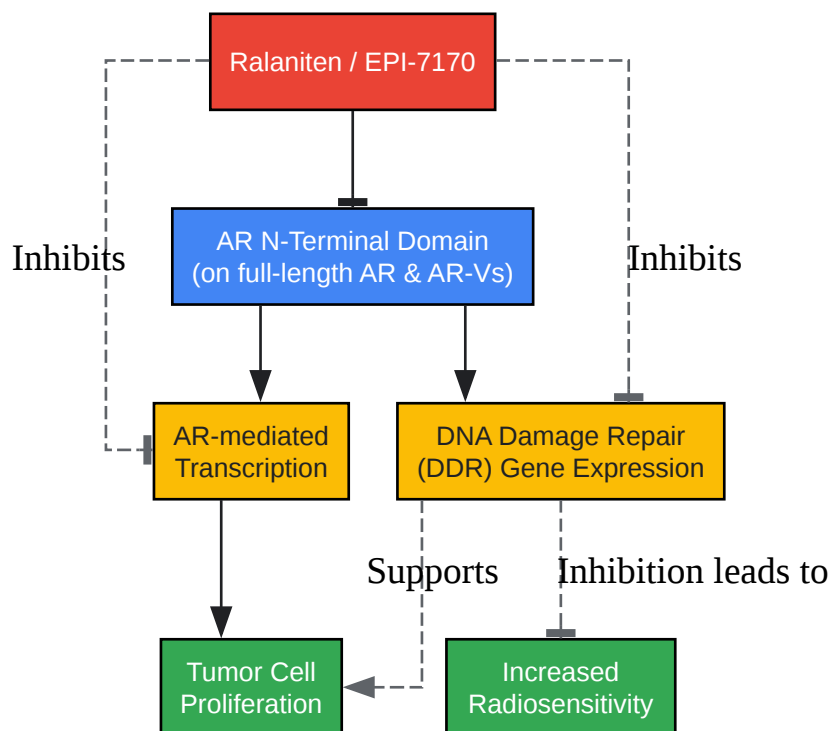 Ralaniten / EPI-7170
AR N-Terminal Domain
(on full-length AR & AR-Vs)
Inhibits
Inhibits
AR-mediated
Transcription
DNA Damage Repair
(DDR) Gene Expression
Supports
Inhibition leads to
Tumor Cell
Proliferation
Increased
Radiosensitivity